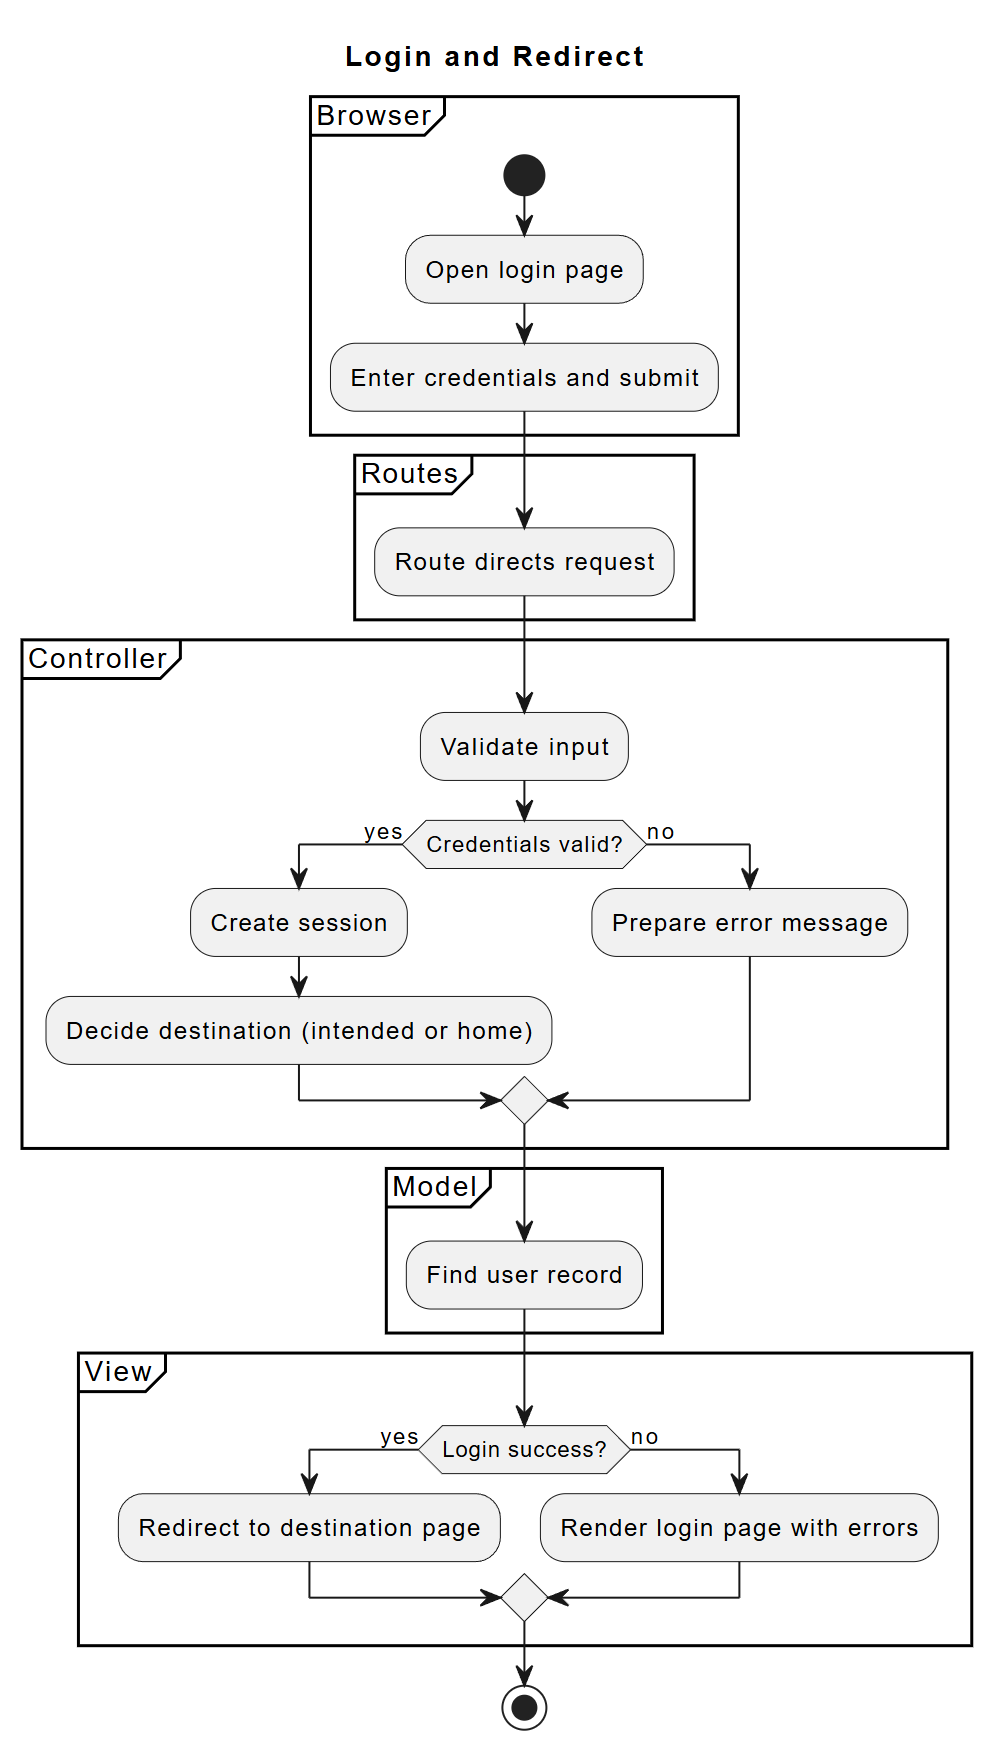 Login and Redirect
Browser
Open login page
Enter credentials and submit
Routes
Route directs request
Controller
Validate input
yes
Credentials valid?
no
Create session
Prepare error message
Decide destination (intended or home)
Model
Find user record
View
yes
Login success?
no
Redirect to destination page
Render login page with errors